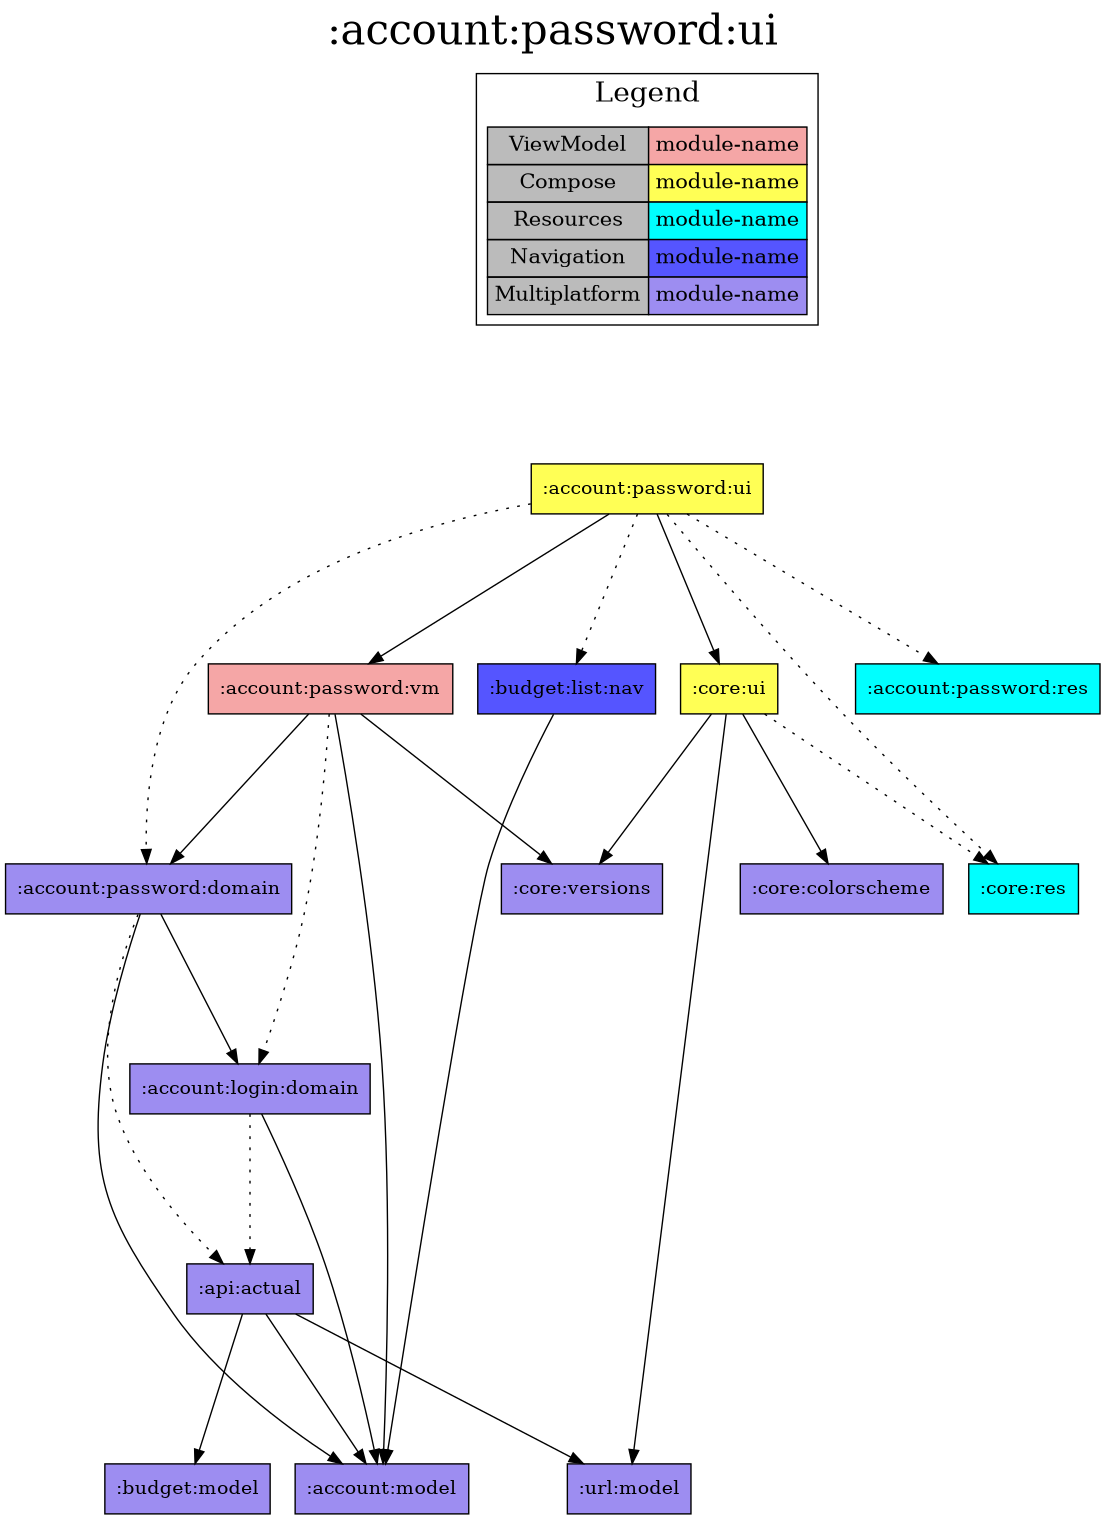 :account:password:ui
Legend
ViewModel module-name
Compose module-name
Resources module-name
Navigation module-name
Multiplatform module-name
:account:password:ui
:account:password:vm
:budget:list:nav
:core:ui
:account:password:res
:account:password:domain
:core:versions
:core:colorscheme
:core:res
:account:login:domain
:api:actual
:budget:model
:account:model
:url:model